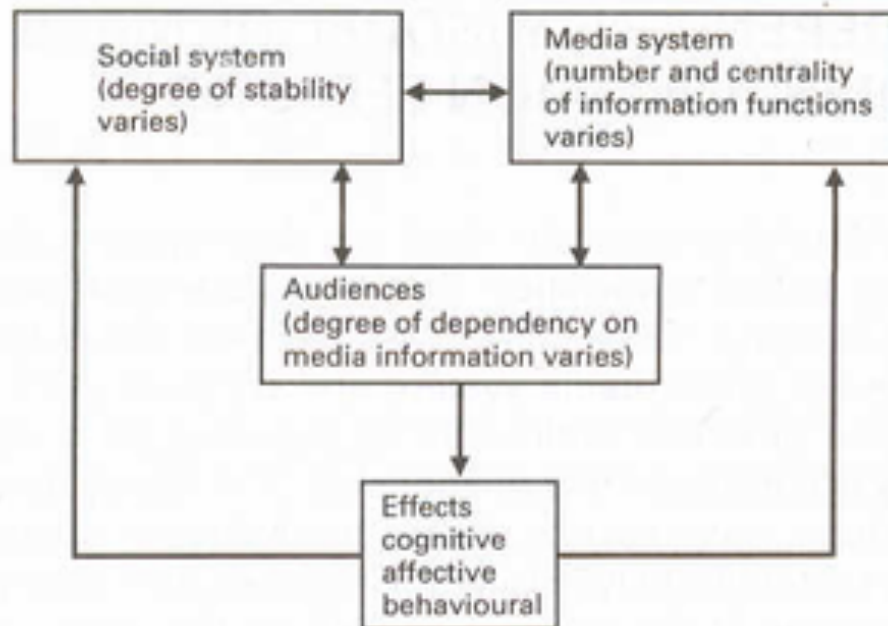 Social system
(degree of stability
varies)
Media system
(number and centrality
of information functions
varies)
Audiences
(degree of dependency on
media information varies)
Effects
cognitive
affective
behavioural